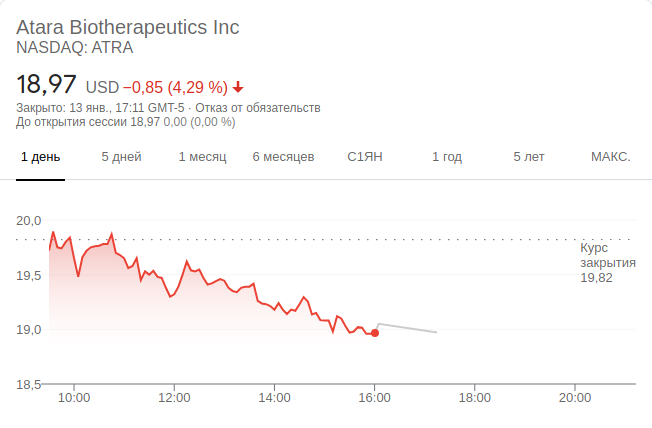 Atara Biotherapeutics Inc
NASDAQ: ATRA
18,97 USD −0,85 (4,29 %)
Закрыто: 13 янв., 17:11 GMT-5 · Отказ от обязательств
До открытия сессии 18,97 0,00 (0,00 %)
1 день 5 дней 1 месяц 6 месяцев С1ЯН 1 год 5 лет МАКС.
20,0
Курс
закрытия
19,82
19,5
19,0
18,5
10:00 12:00 14:00 16:00 18:00 20:00